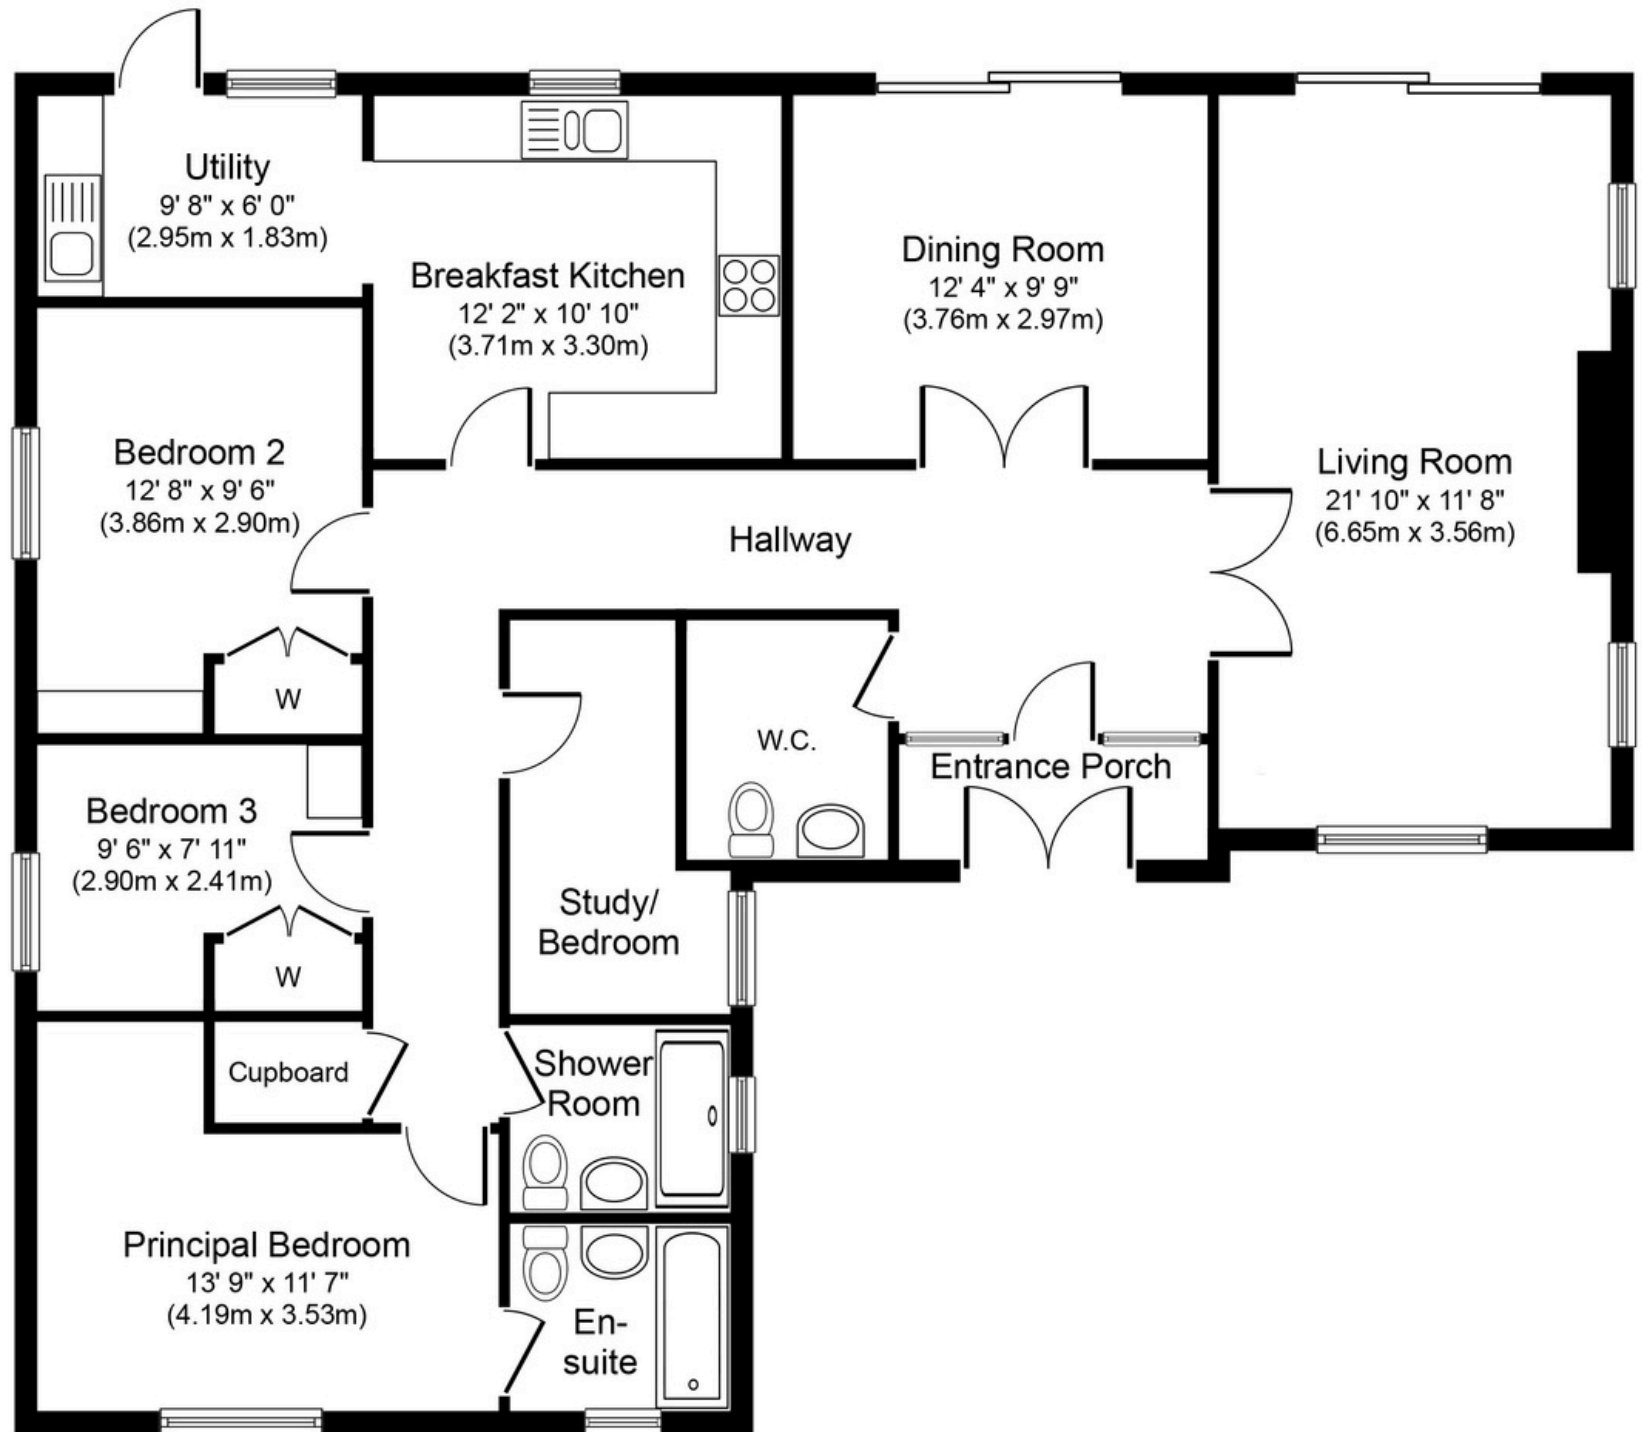 Utility
9' 8" x 6' 0"
(2.95m x 1.83m)
Breakfast Kitchen
12' 2" x 10' 10"
(3.71m x 3.30m)
Dining Room
12' 4" x 9' 9"
(3.76m x 2.97m)
Living Room
21' 10" x 11' 8"
(6.65m x 3.56m)
Bedroom 2
12' 8" x 9' 6"
(3.86m x 2.90m)
Hallway
W
W.C.
Entrance Porch
Bedroom 3
9' 6" x 7' 11"
(2.90m x 2.41m)
W
Study/
Bedroom
Cupboard
Shower
Room
Principal Bedroom
13' 9" x 11' 7"
(4.19m x 3.53m)
En-
suite